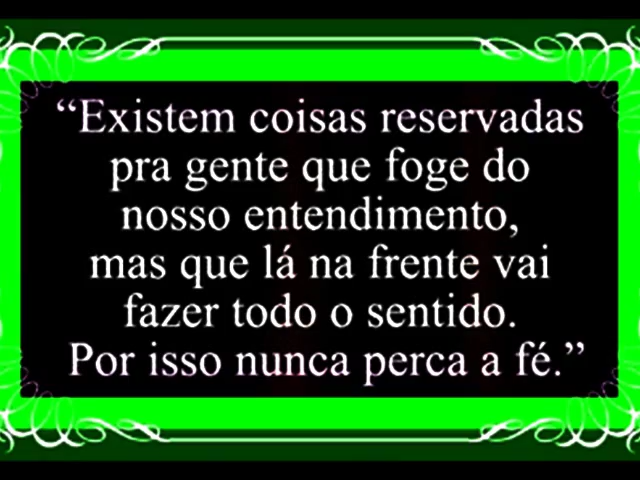 “Existem coisas reservadas
pra gente que foge do
nosso entendimento,
mas que lá na frente vai
fazer todo o sentido.
Por isso nunca perca a fé.”